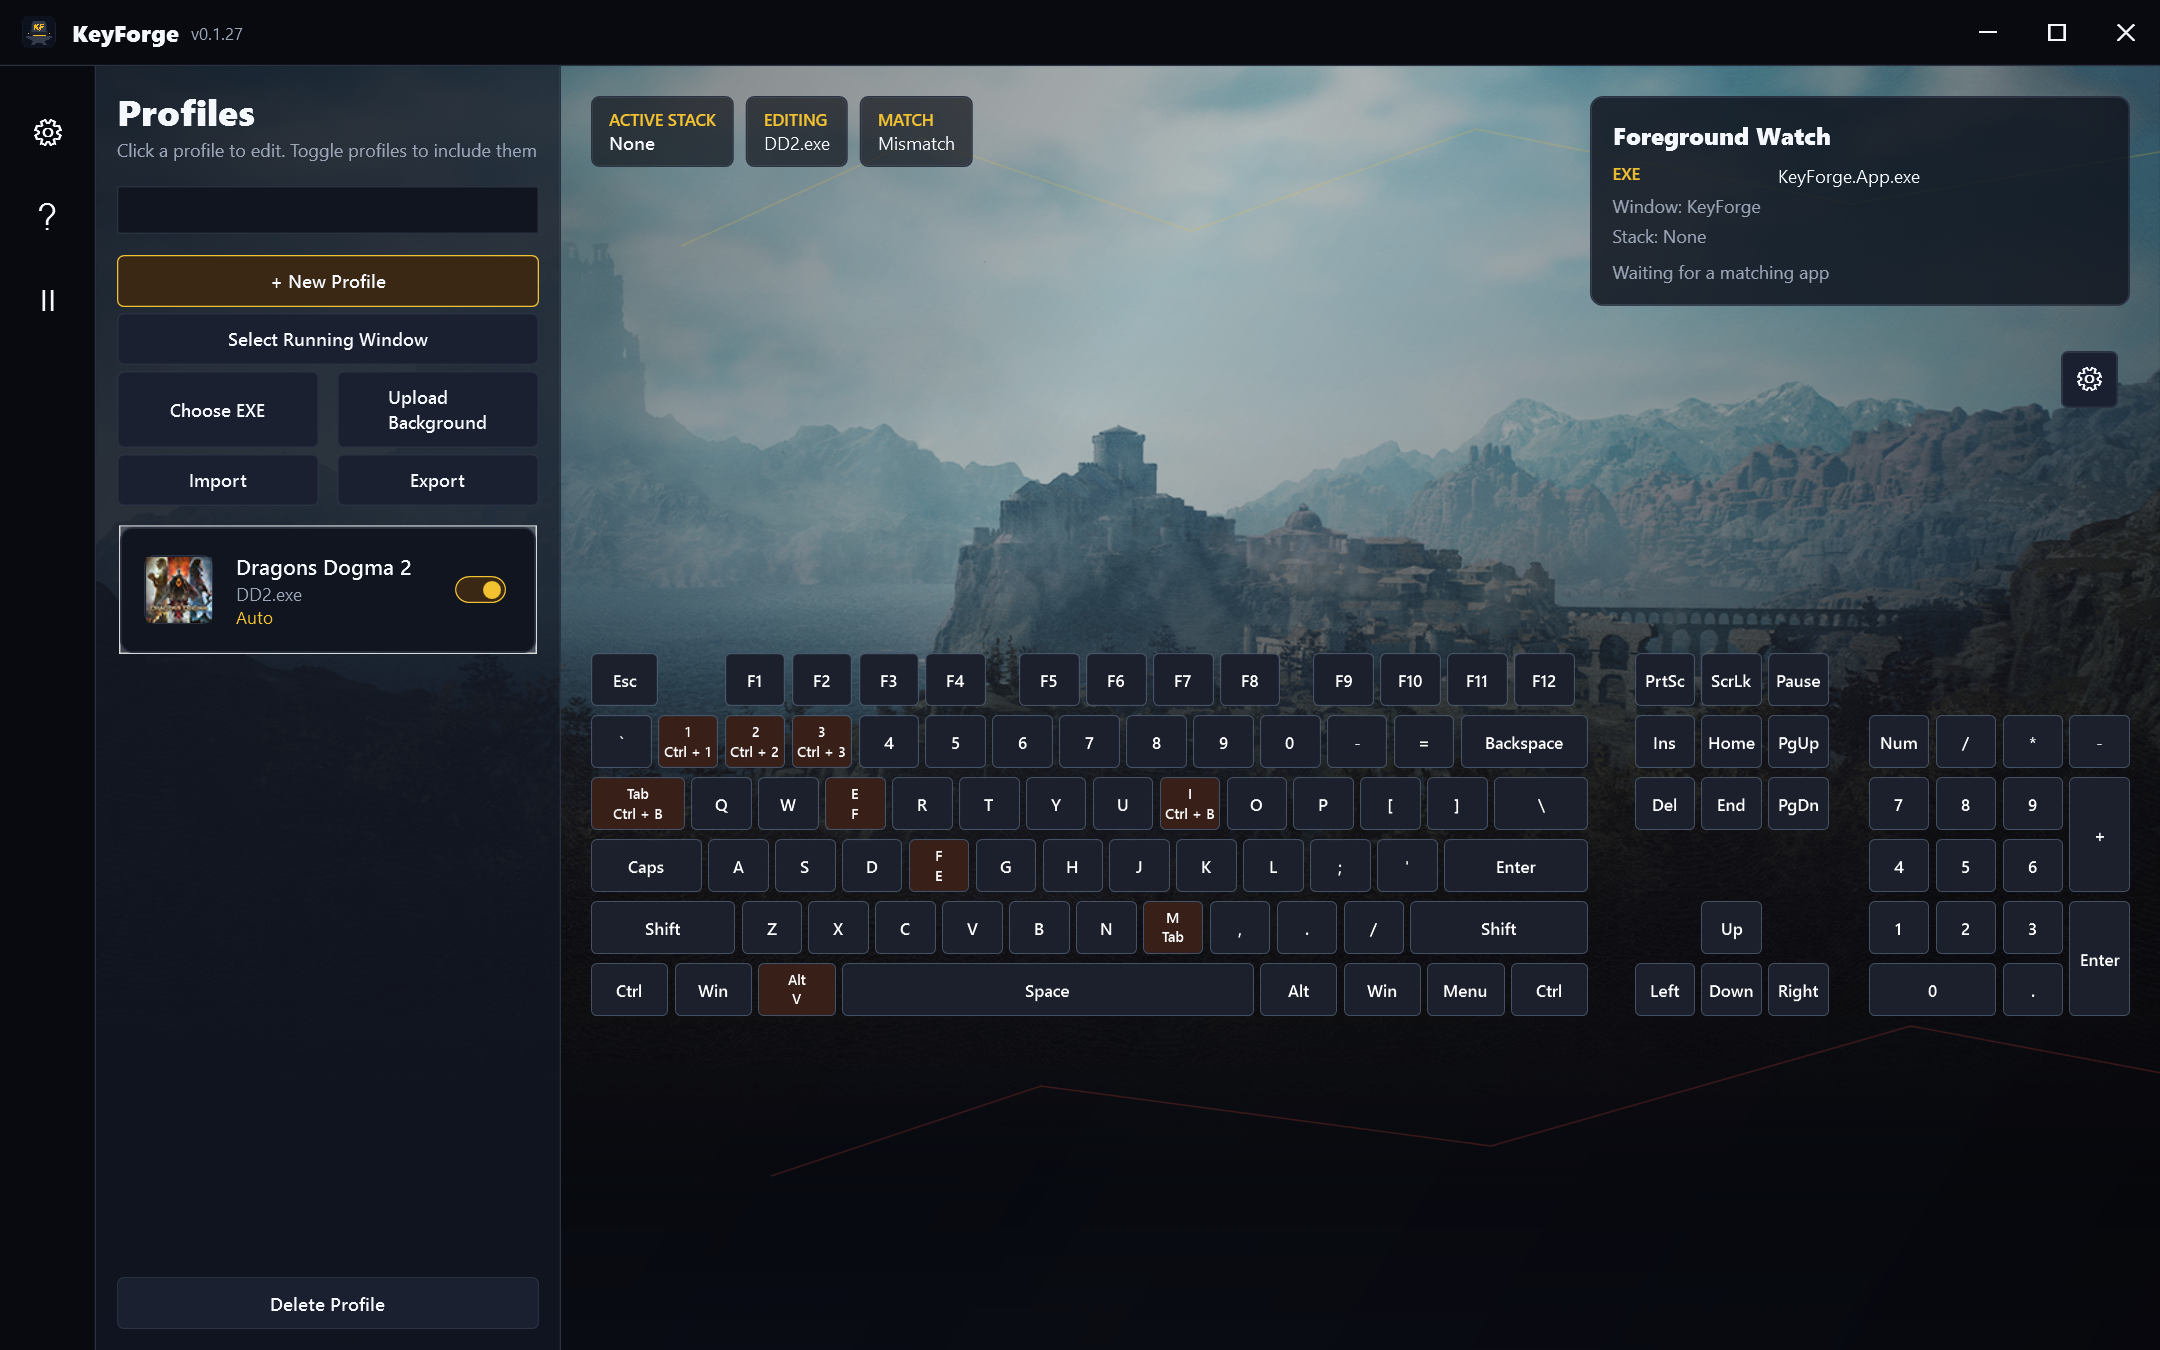 KF
KeyForge v0.1.27
Profiles
Click a profile to edit. Toggle profiles to include them
+ New Profile
Select Running Window
Choose EXE
Upload
Background
Import
Export
Dragons Dogma 2
DD2.exe
Auto
Delete Profile
ACTIVE STACK
None
EDITING
DD2.exe
MATCH
Mismatch
Foreground Watch
EXE KeyForge.App.exe
Window: KeyForge
Stack: None
Waiting for a matching app
Esc F1 F2 F3 F4 F5 F6 F7 F8 F9 F10 F11 F12 PrtSc ScrLk Pause
` 1 2 3 4 5 6 7 8 9 0 - = Backspace Ins Home PgUp Num / * -
Ctrl + 1 Ctrl + 2 Ctrl + 3
Tab Q W E R T Y U I O P [ ] \ Del End PgDn 7 8 9 +
Ctrl + B F Ctrl + B
Caps A S D F G H J K L ; ' Enter 4 5 6
E
Shift Z X C V B N M , . / Shift Up 1 2 3 Enter
Tab
Ctrl Win Alt Space Alt Win Menu Ctrl Left Down Right 0 .
V